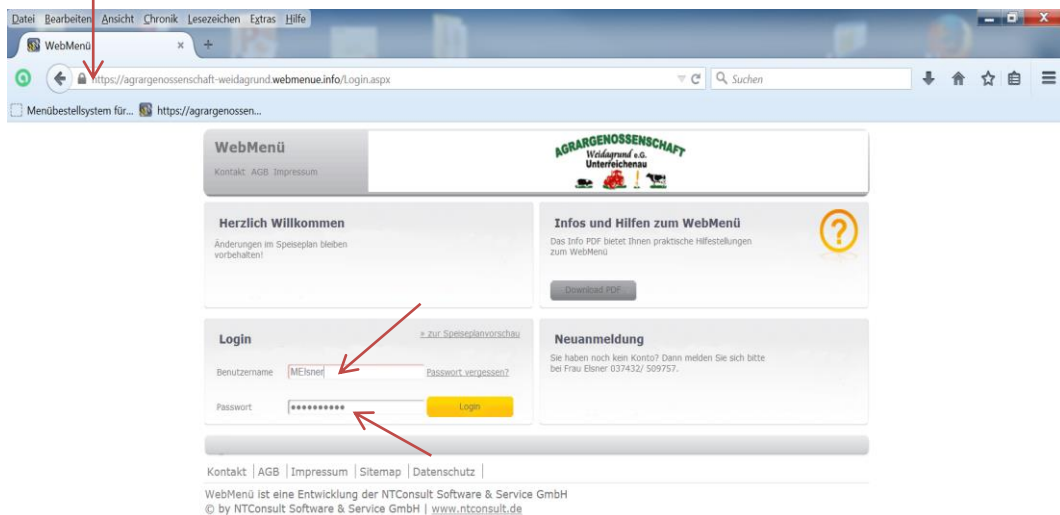 Datei Bearbeiten Ansicht Chronik Lesezeichen Extras Hilfe
WebMenü × +
https://agrargenossenschaft-weidagrund.webmenue.info/Login.aspx
Suchen
Menübestellsystem für... https://agrargenossen...
WebMenü
Kontakt AGB Impressum
AGRARGENOSSENSCHAFT
Weidagrund e.G.
Unterreichenau
Herzlich Willkommen
Änderungen im Speiseplan bleiben
vorbehalten!
Infos und Hilfen zum WebMenü
Das Info PDF bietet Ihnen praktische Hilfestellungen
zum WebMenü
?
Download PDF
Login
» zur Speiseplanvorschau
Benutzername MElsner Passwort vergessen?
Passwort •••••••••• Login
Neuanmeldung
Sie haben noch kein Konto? Dann melden Sie sich bitte
bei Frau Elsner 037432/ 509757.
Kontakt | AGB | Impressum | Sitemap | Datenschutz |
WebMenü ist eine Entwicklung der NTConsult Software & Service GmbH
© by NTConsult Software & Service GmbH | www.ntconsult.de